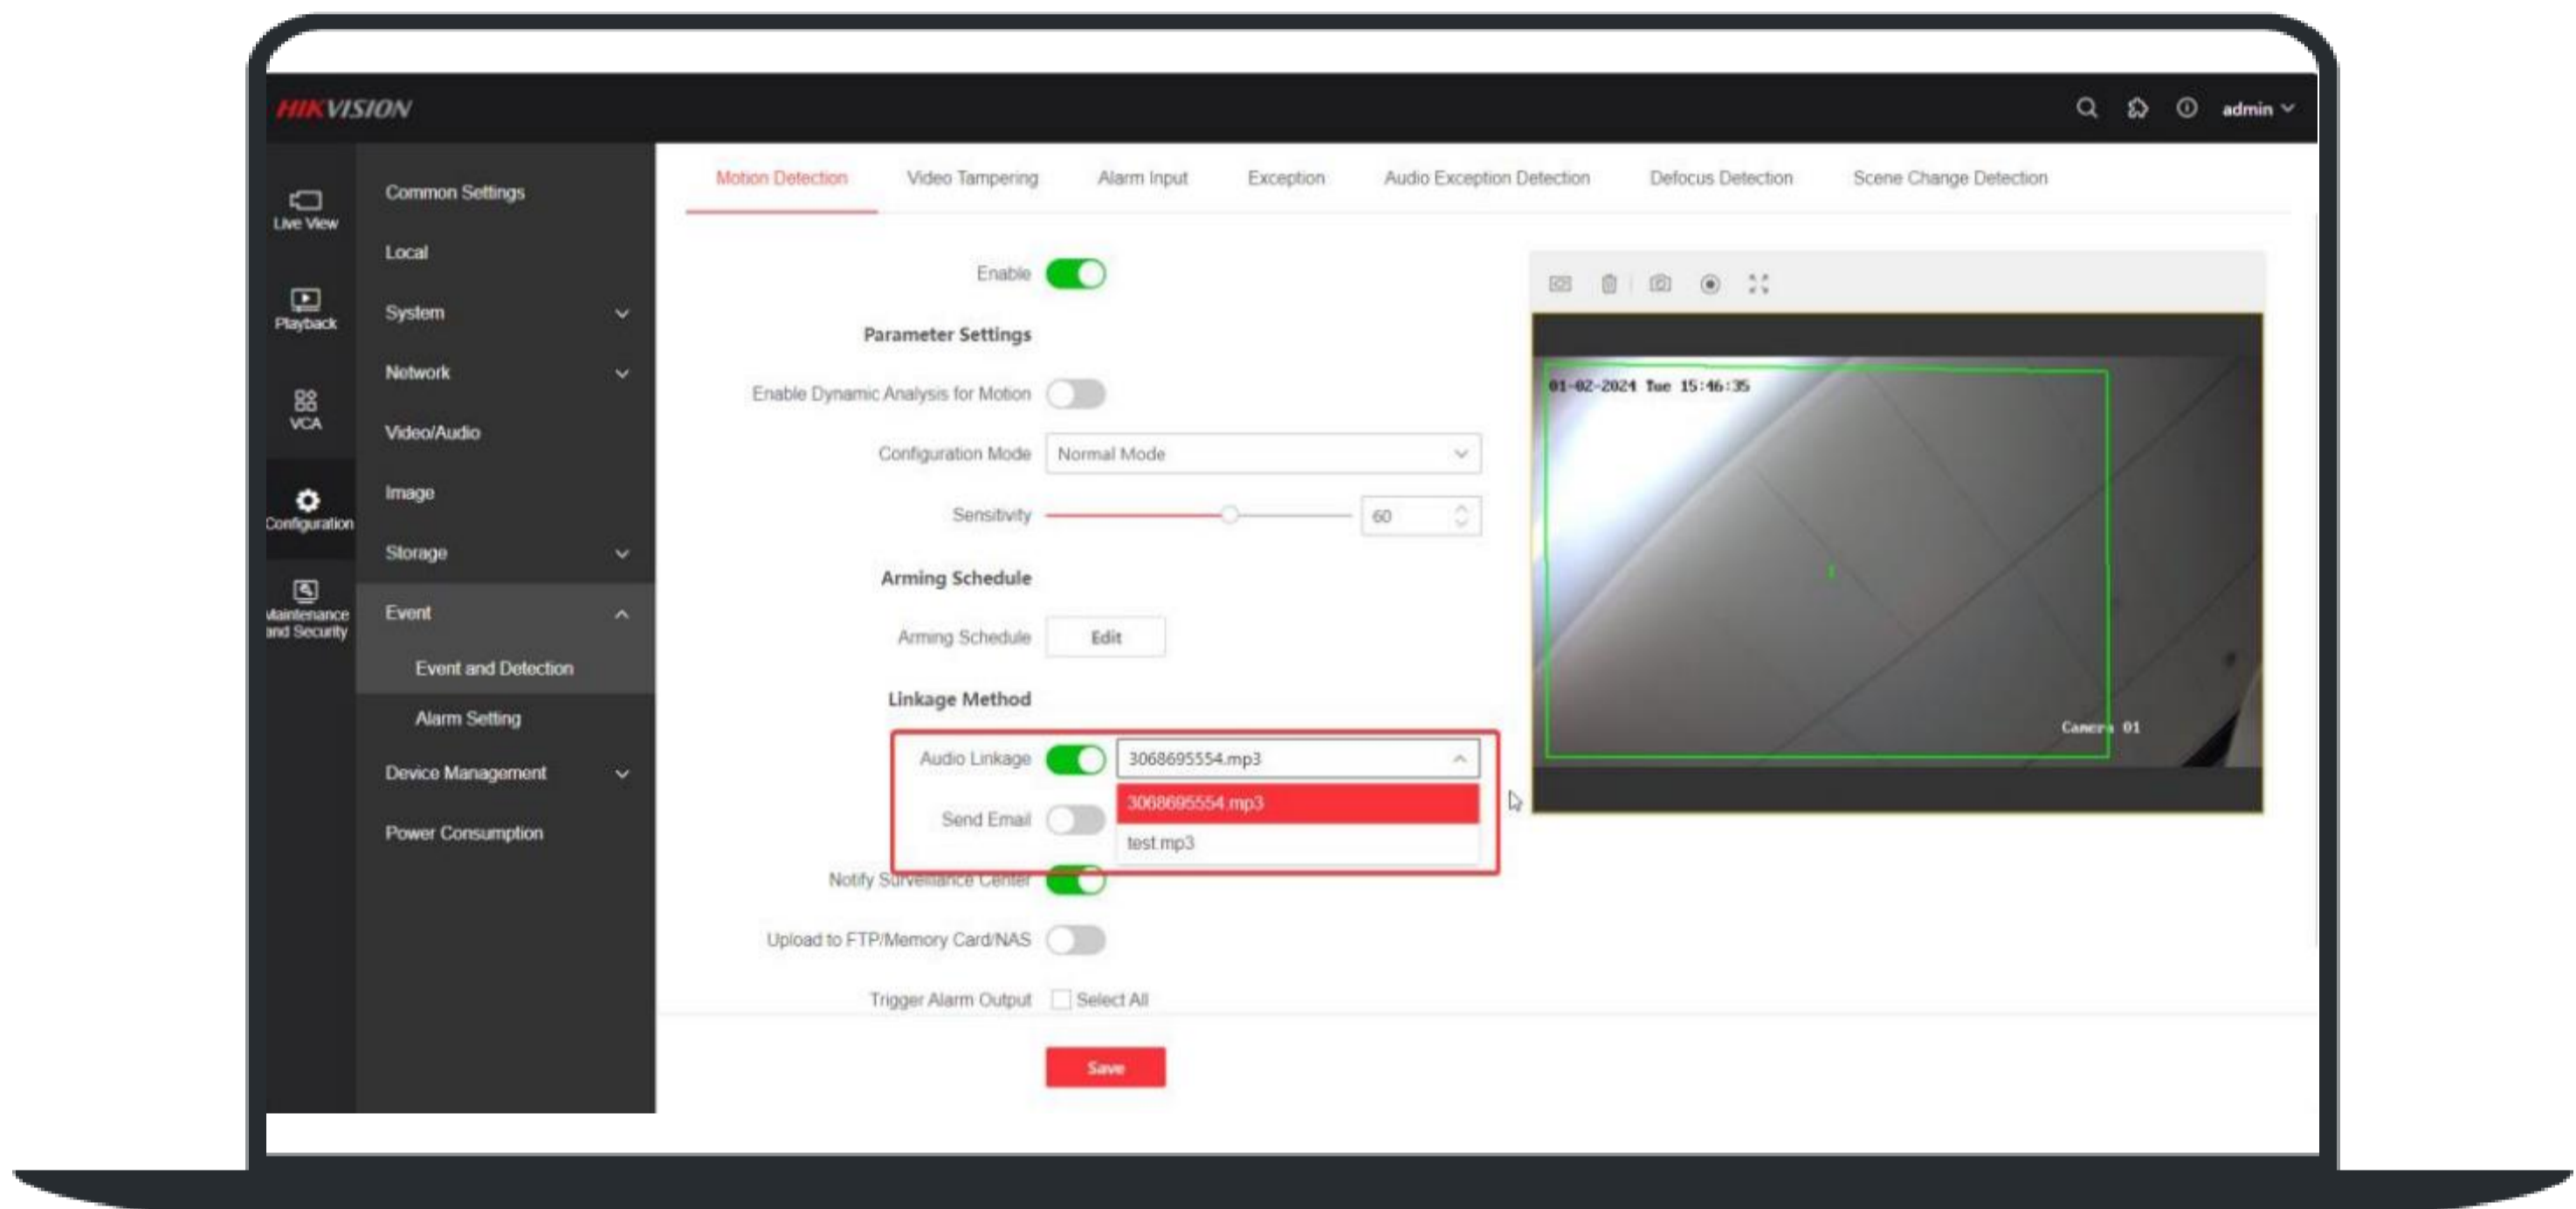 HIKVISION
admin
Live View
Playback
VCA
Configuration
Maintenance
and Security
Common Settings
Local
System
Network
Video/Audio
Image
Storage
Event
Event and Detection
Alarm Setting
Device Management
Power Consumption
Motion Detection Video Tampering Alarm Input Exception Audio Exception Detection Defocus Detection Scene Change Detection
Enable
Parameter Settings
Enable Dynamic Analysis for Motion
Configuration Mode Normal Mode
Sensitivity 60
Arming Schedule
Arming Schedule Edit
Linkage Method
Audio Linkage 3068695554.mp3
3068695554.mp3
Send Email
test.mp3
Notify Surveillance Center
Upload to FTP/Memory Card/NAS
Trigger Alarm Output Select All
Save
01-02-2024 Tue 15:46:35
Camera 01